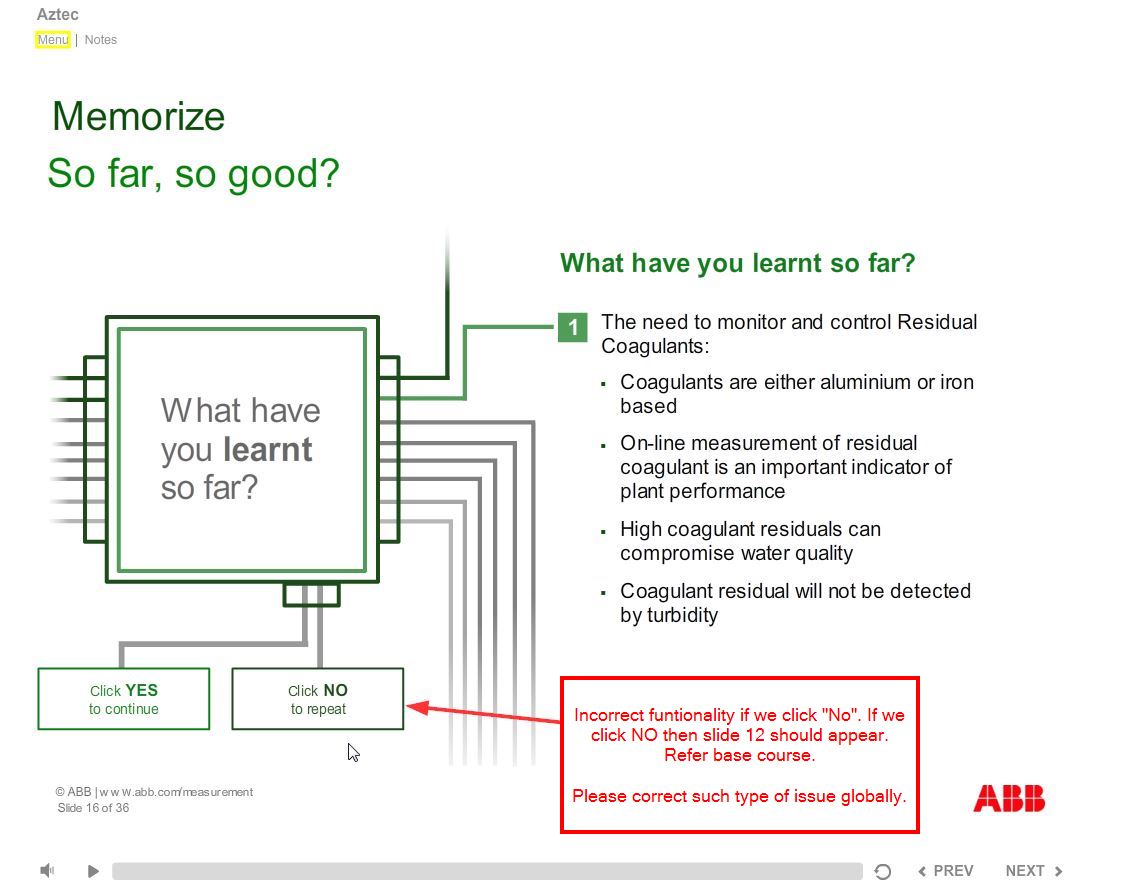 Aztec
Menu | Notes
Memorize
So far, so good?
What have
you learnt
so far?
What have you learnt so far?
1
The need to monitor and control Residual
Coagulants:
▪ Coagulants are either aluminium or iron
based
▪ On-line measurement of residual
coagulant is an important indicator of
plant performance
▪ High coagulant residuals can
compromise water quality
▪ Coagulant residual will not be detected
by turbidity
Click YES
to continue
Click NO
to repeat
Incorrect funtionality if we click "No". If we
click NO then slide 12 should appear.
Refer base course.
Please correct such type of issue globally.
© ABB | www.abb.com/measurement
Slide 16 of 36
ABB
PREV
NEXT